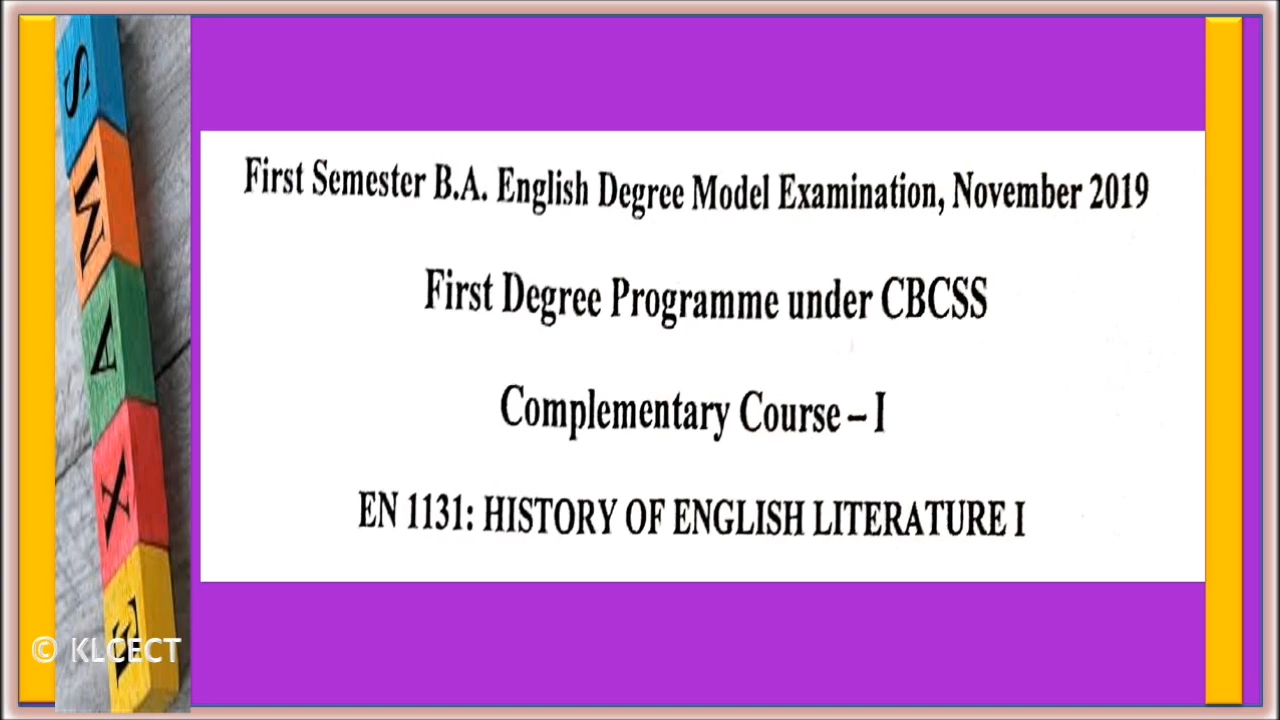 First Semester B.A. English Degree Model Examination, November 2019
First Degree Programme under CBCSS
Complementary Course – I
EN 1131: HISTORY OF ENGLISH LITERATURE I
EXAMS
© KLCECT